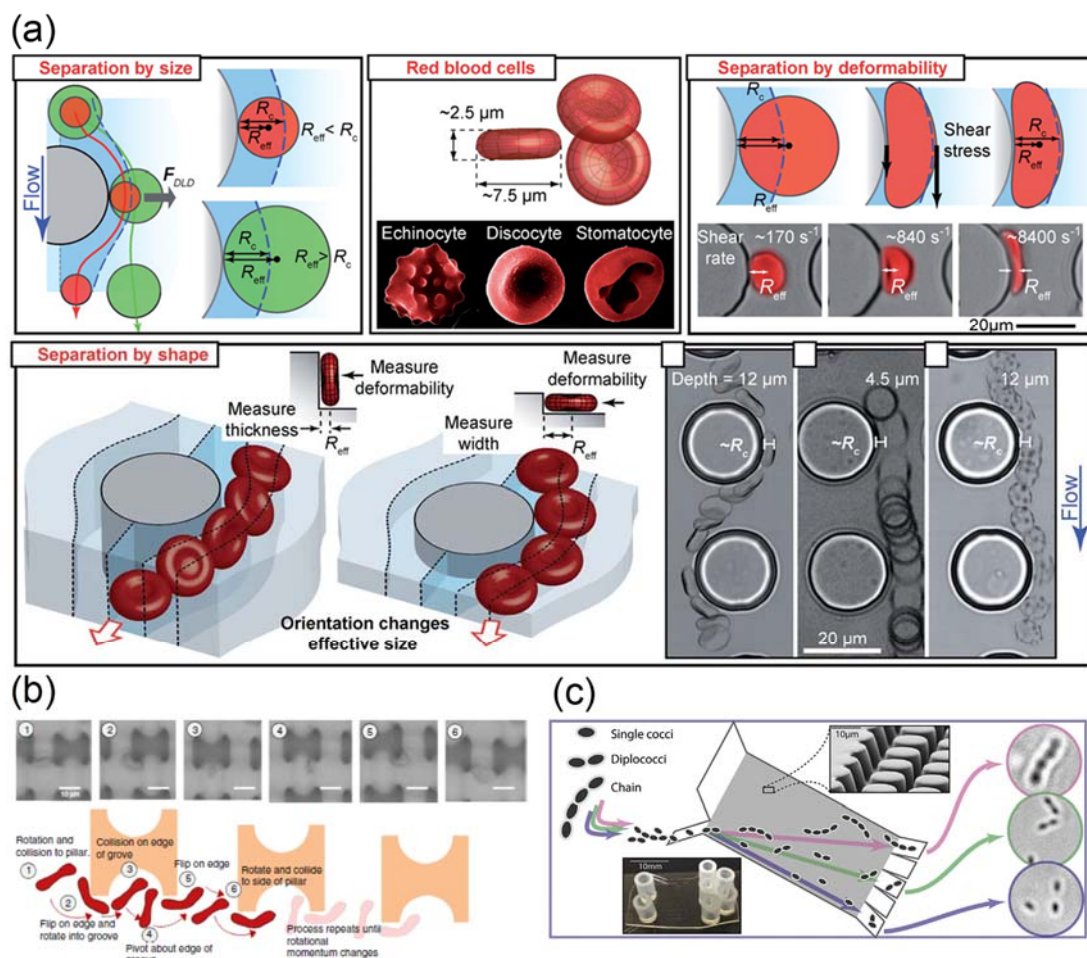 (a)
Separation by size
Flow
F_DLD
R_c
R_eff
R_eff < R_c
R_c
R_eff
R_eff > R_c
Red blood cells
~2.5 µm
~7.5 µm
Echinocyte
Discocyte
Stomatocyte
Separation by deformability
R_c
R_eff
Shear
stress
R_c
R_eff
Shear
rate
~170 s⁻¹
~840 s⁻¹
~8400 s⁻¹
R_eff
R_eff
R_eff
20µm
Separation by shape
Measure
deformability
Measure
thickness
R_eff
Measure
deformability
Measure
width
R_eff
Orientation changes
effective size
Depth = 12 µm
4.5 µm
12 µm
~R_c
~R_c
~R_c
20 µm
Flow
(b)
1
2
3
4
5
6
10 µm
Rotation and
collision to pillar.
1
Collision on edge
of grove
3
Flip on edge
5
Rotate and collide
to side of pillar
6
2
Flip on edge and
rotate into groove
4
Pivot about edge of
Process repeats until
rotational
momentum changes
(c)
Single cocci
Diplococci
Chain
10µm
10mm